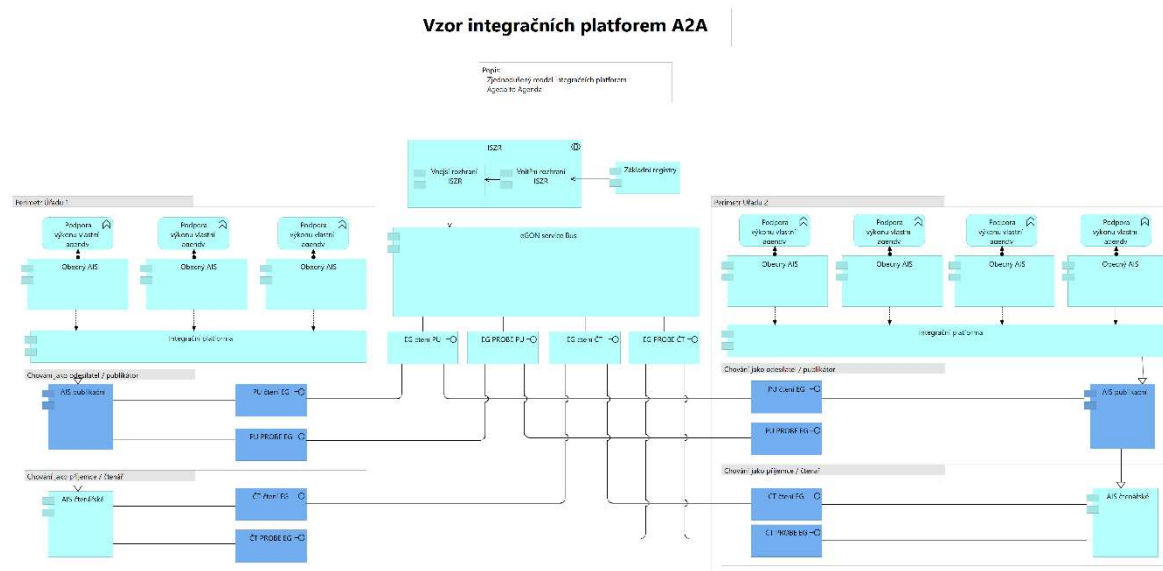 Vzor integračních platforem A2A
Popis:
Zjednodušený model integračních platforem
Ageda to Agenda
ISZR
Vnější rozhraní
ISZR
Vnitřní rozhraní
ISZR
Základní registry
Perimetr Úřadu 1
Podpora
výkonu vlastní
agendy
Podpora
výkonu vlastní
agendy
Podpora
výkonu vlastní
agendy
Obecný AIS
Obecný AIS
Obecný AIS
Integrační platforma
eGON service Bus
EG čtení PU
EG PROBE PU
EG čtení ČT
EG PROBE ČT
Perimetr Úřadu 2
Podpora
výkonu vlastní
agendy
Podpora
výkonu vlastní
agendy
Podpora
výkonu vlastní
agendy
Podpora
výkonu vlastní
agendy
Obecný AIS
Obecný AIS
Obecný AIS
Obecný AIS
Integrační platforma
Chování jako odesílatel / publikátor
AIS publikační
PU čtení EG
PU PROBE EG
Chování jako příjemce / čtenář
AIS čtenářské
ČT čtení EG
ČT PROBE EG
Chování jako odesílatel / publikátor
PU čtení EG
AIS publikační
PU PROBE EG
Chování jako příjemce / čtenář
ČT čtení EG
AIS čtenářské
ČT PROBE EG